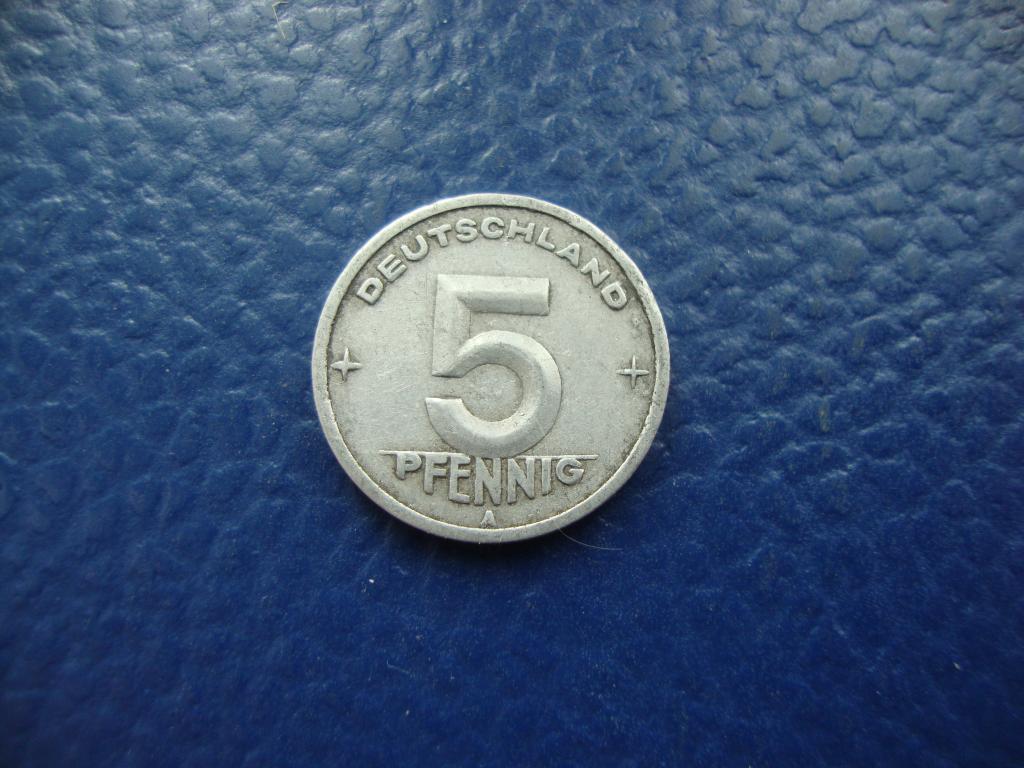 DEUTSCHLAND
5
PFENNIG
A